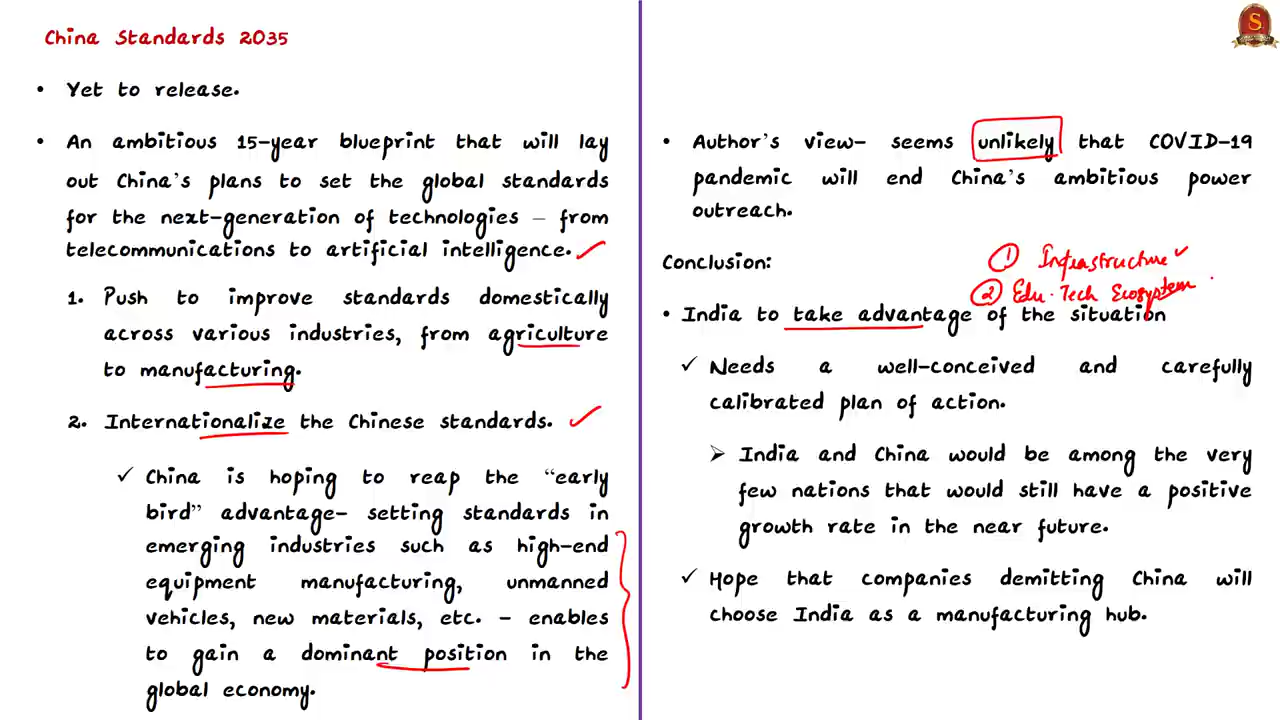 China Standards 2035
• Yet to release.
• An ambitious 15-year blueprint that will lay
out China's plans to set the global standards
for the next-generation of technologies – from
telecommunications to artificial intelligence.
1. Push to improve standards domestically
across various industries, from agriculture
to manufacturing.
2. Internationalize the Chinese standards.
✓ China is hoping to reap the "early
bird" advantage- setting standards in
emerging industries such as high-end
equipment manufacturing, unmanned
vehicles, new materials, etc. - enables
to gain a dominant position in the
global economy.
S
• Author's view- seems unlikely that COVID-19
pandemic will end China's ambitious power
outreach.
Conclusion:
① Infrastructure ✓
② Edu. Tech Ecosystem
• India to take advantage of the situation
✓ Needs a well-conceived and carefully
calibrated plan of action.
➢ India and China would be among the very
few nations that would still have a positive
growth rate in the near future.
✓ Hope that companies demitting China will
choose India as a manufacturing hub.